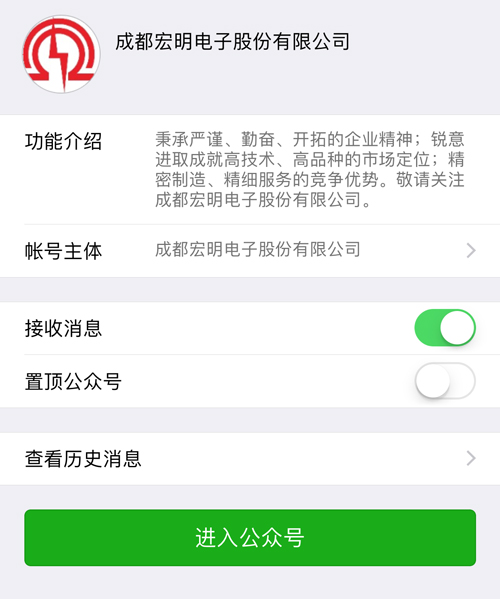 成都宏明电子股份有限公司
功能介绍
秉承严谨、勤奋、开拓的企业精神；锐意
进取成就高技术、高品种的市场定位；精
密制造、精细服务的竞争优势。敬请关注
成都宏明电子股份有限公司。
帐号主体
成都宏明电子股份有限公司
接收消息
置顶公众号
查看历史消息
进入公众号